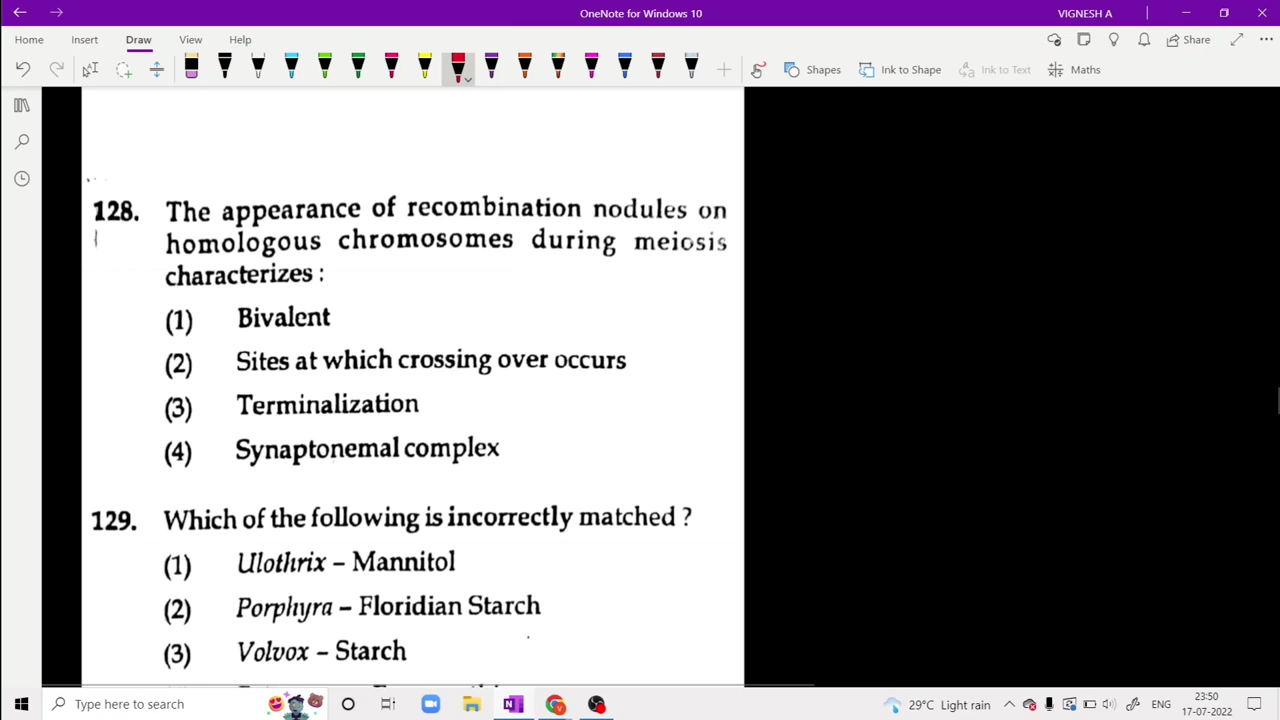 OneNote for Windows 10
VIGNESH A
Home Insert Draw View Help
Share
Shapes Ink to Shape Ink to Text Maths
128. The appearance of recombination nodules on
homologous chromosomes during meiosis
characterizes :
(1) Bivalent
(2) Sites at which crossing over occurs
(3) Terminalization
(4) Synaptonemal complex
129. Which of the following is incorrectly matched ?
(1) Ulothrix – Mannitol
(2) Porphyra – Floridian Starch
(3) Volvox – Starch
Type here to search
29°C Light rain
ENG
23:50
17-07-2022